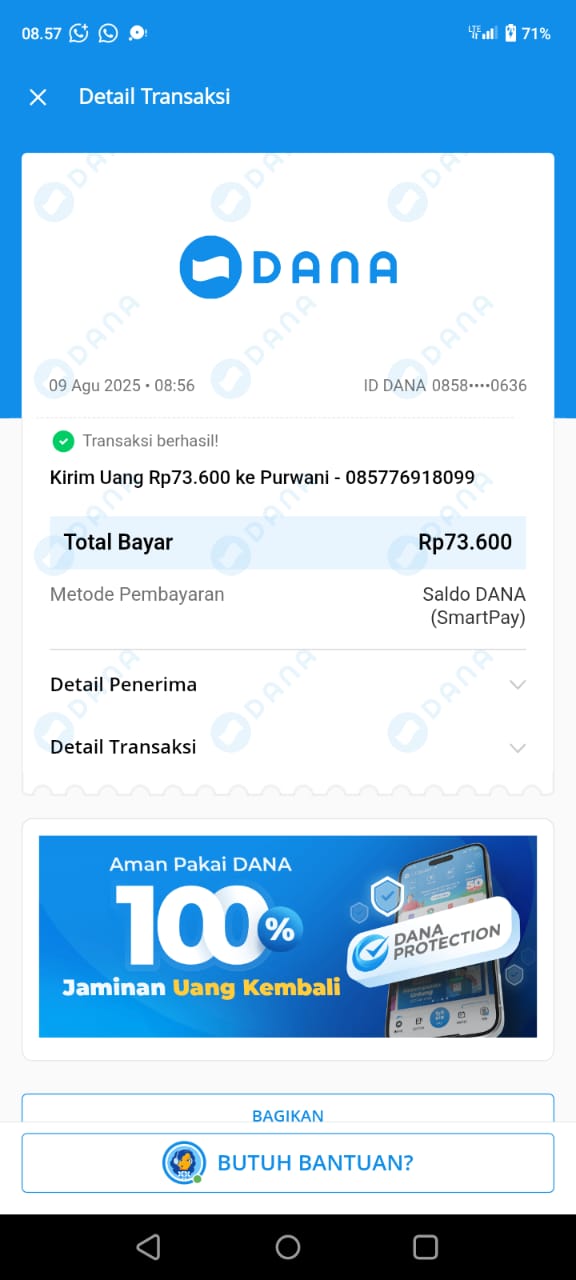 08.57 LTE 71%
Detail Transaksi
DANA
09 Agu 2025 • 08:56 ID DANA 0858••••0636
Transaksi berhasil!
Kirim Uang Rp73.600 ke Purwani - 085776918099
Total Bayar Rp73.600
Metode Pembayaran Saldo DANA
(SmartPay)
Detail Penerima
Detail Transaksi
Aman Pakai DANA
100%
Jaminan Uang Kembali
DANA
PROTECTION
BAGIKAN
BUTUH BANTUAN?